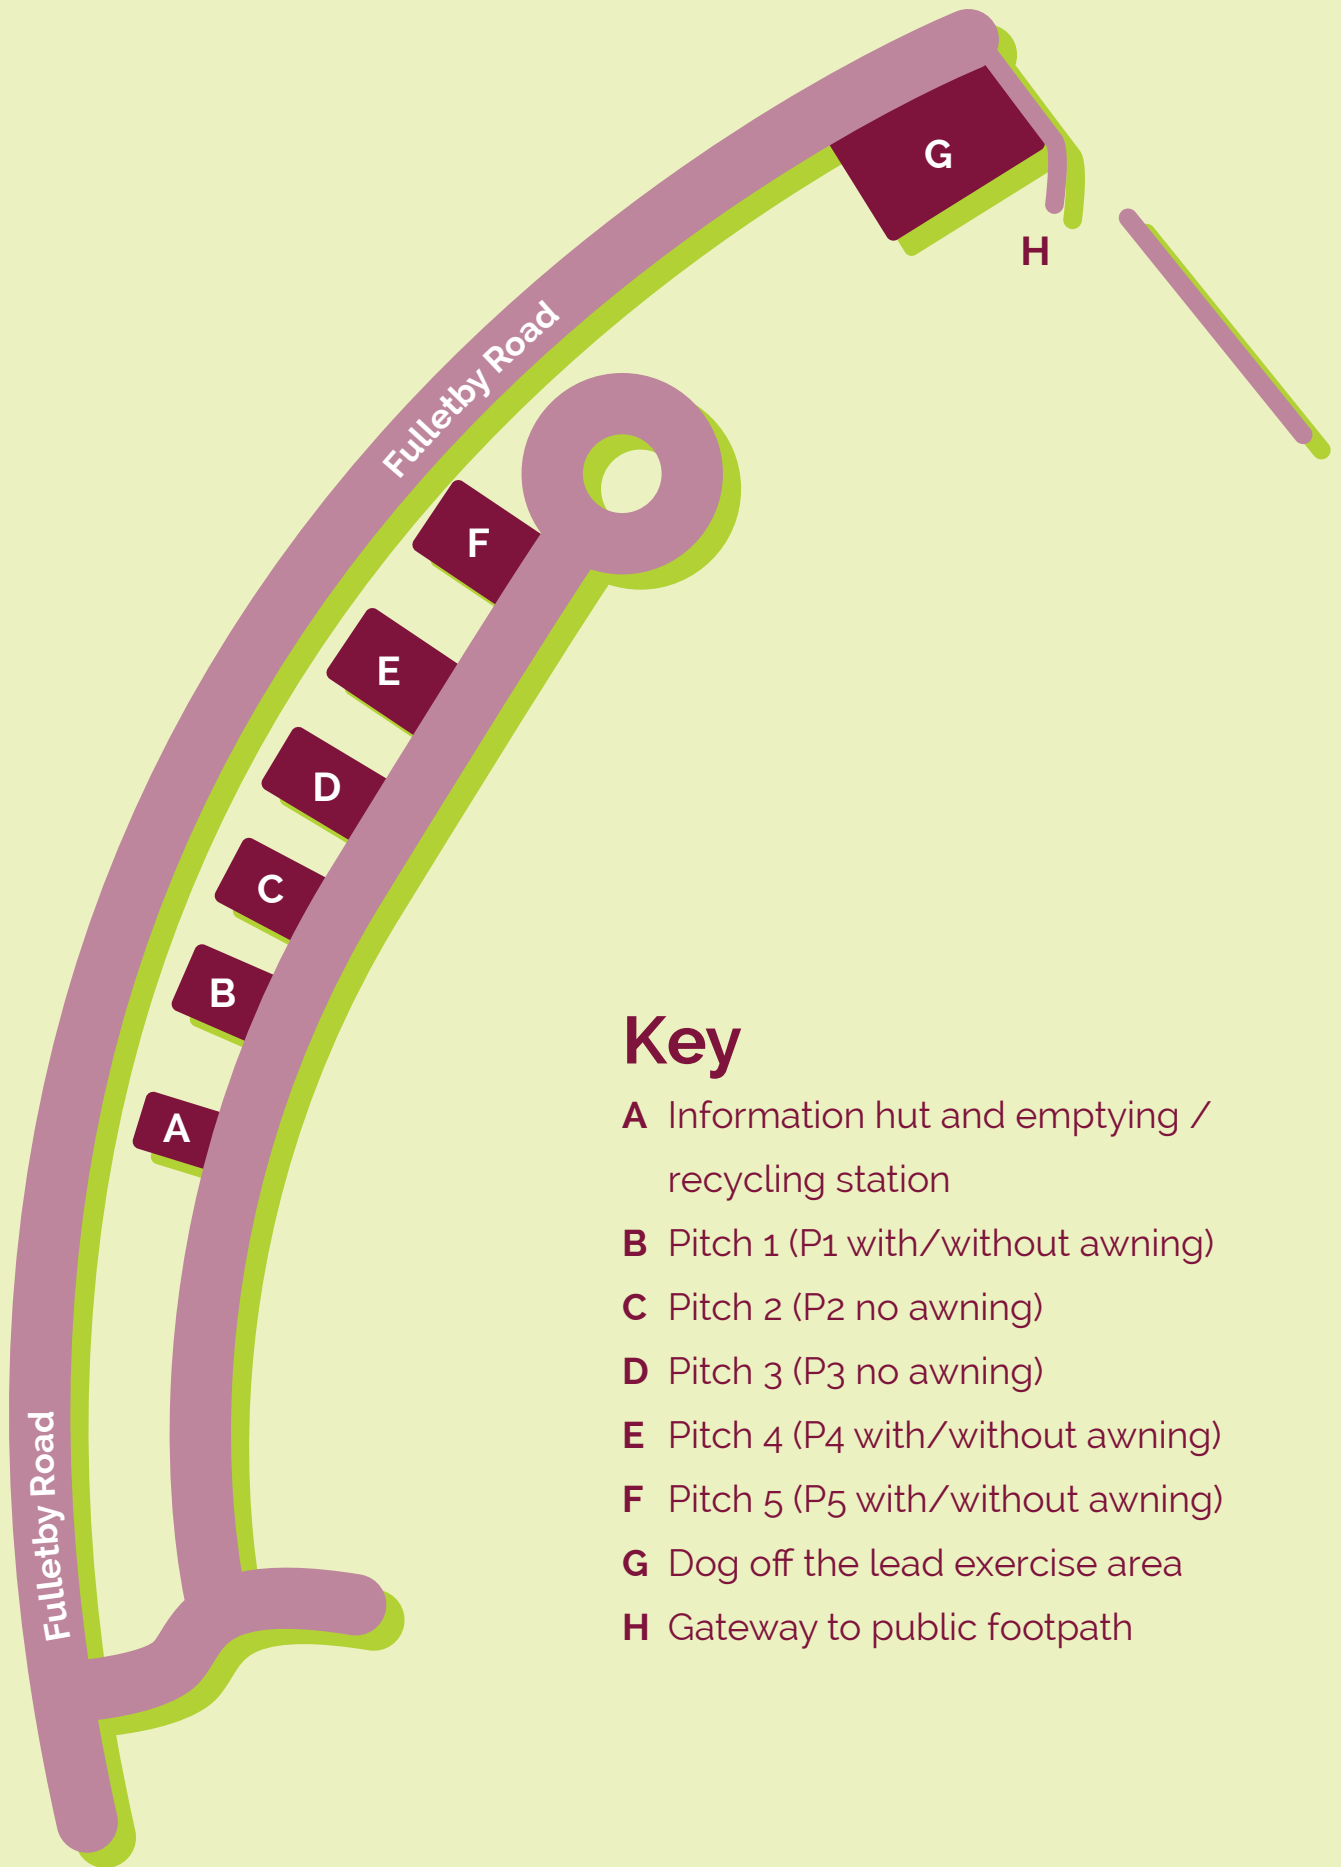 G
H
Fulletby Road
F
E
D
C
B
A
Fulletby Road
Key
A Information hut and emptying /
recycling station
B Pitch 1 (P1 with/without awning)
C Pitch 2 (P2 no awning)
D Pitch 3 (P3 no awning)
E Pitch 4 (P4 with/without awning)
F Pitch 5 (P5 with/without awning)
G Dog off the lead exercise area
H Gateway to public footpath